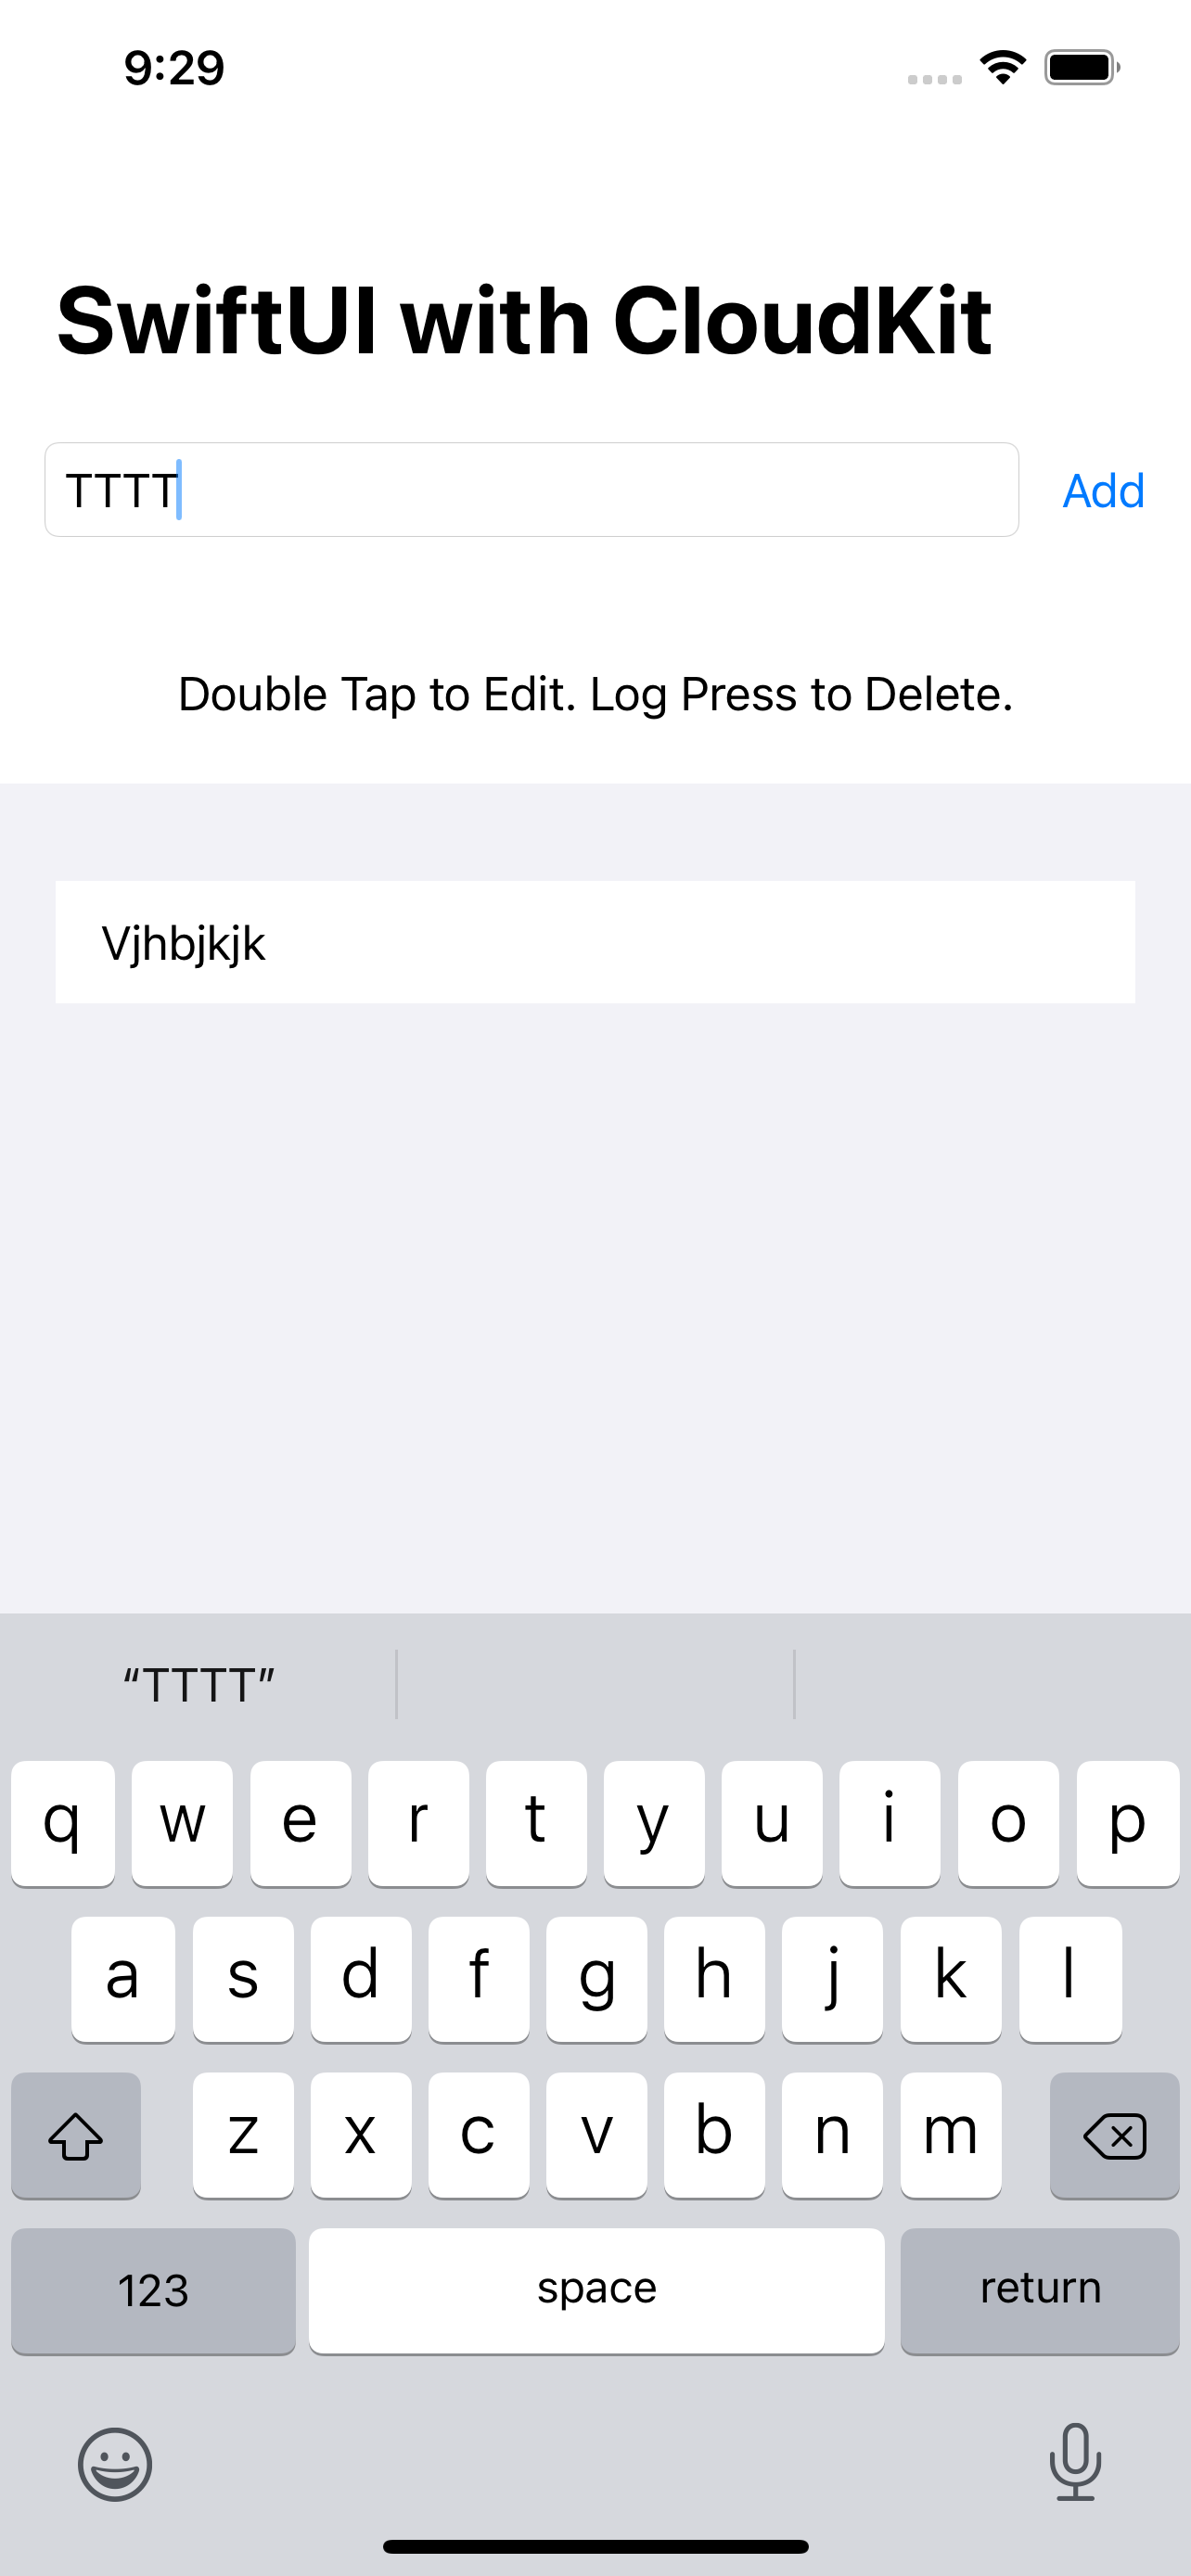 9:29
SwiftUI with CloudKit
TTTT Add
Double Tap to Edit. Log Press to Delete.
Vjhbjkjk
“TTTT”
q w e r t y u i o p
a s d f g h j k l
z x c v b n m
123 space return